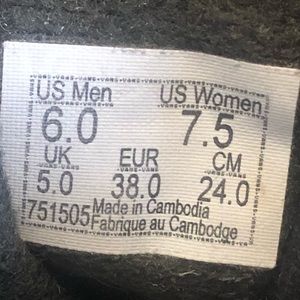 US Men US Women
6.0 7.5
UK EUR CM
5.0 38.0 24.0
751505 Made in Cambodia
Fabrique au Cambodge